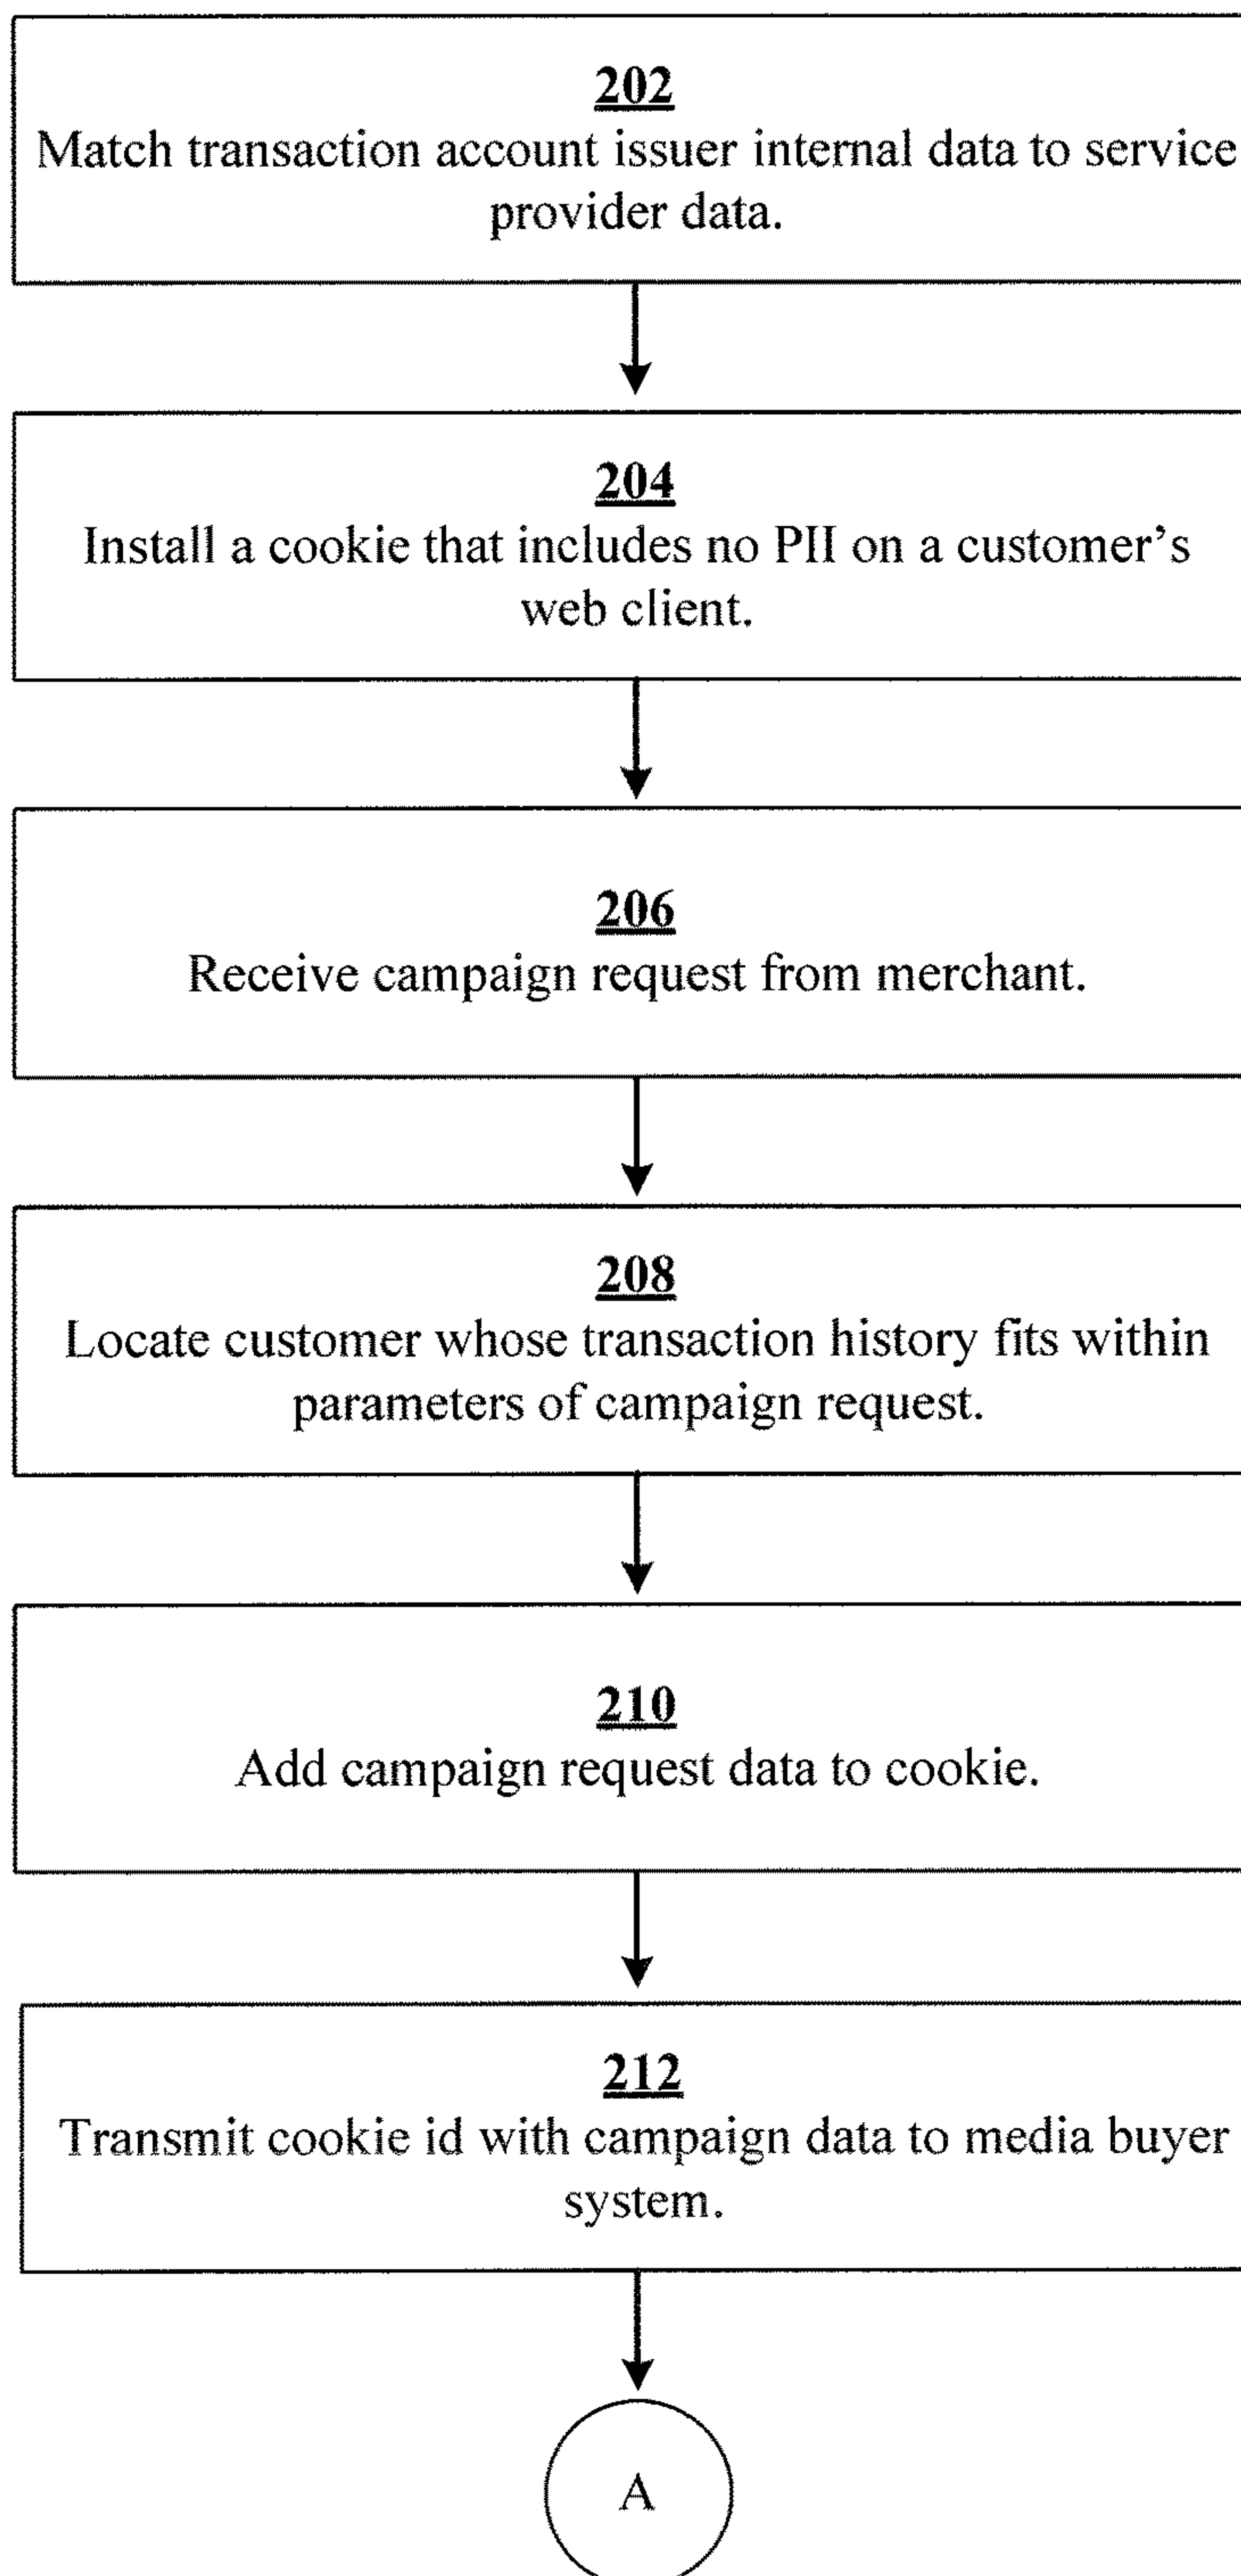 202
Match transaction account issuer internal data to service
provider data.
204
Install a cookie that includes no PII on a customer’s
web client.
206
Receive campaign request from merchant.
208
Locate customer whose transaction history fits within
parameters of campaign request.
210
Add campaign request data to cookie.
212
Transmit cookie id with campaign data to media buyer
system.
A